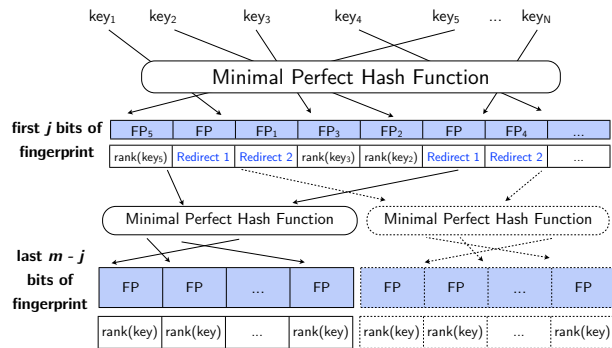 key1 key2 key3 key4 key5 ... keyN
Minimal Perfect Hash Function
first j bits of
fingerprint
FP5 FP FP1 FP3 FP2 FP FP4 ...
rank(key5) Redirect 1 Redirect 2 rank(key3) rank(key2) Redirect 1 Redirect 2 ...
Minimal Perfect Hash Function Minimal Perfect Hash Function
last m - j
bits of
fingerprint
FP FP ... FP FP FP ... FP
rank(key) rank(key) ... rank(key) rank(key) rank(key) ... rank(key)